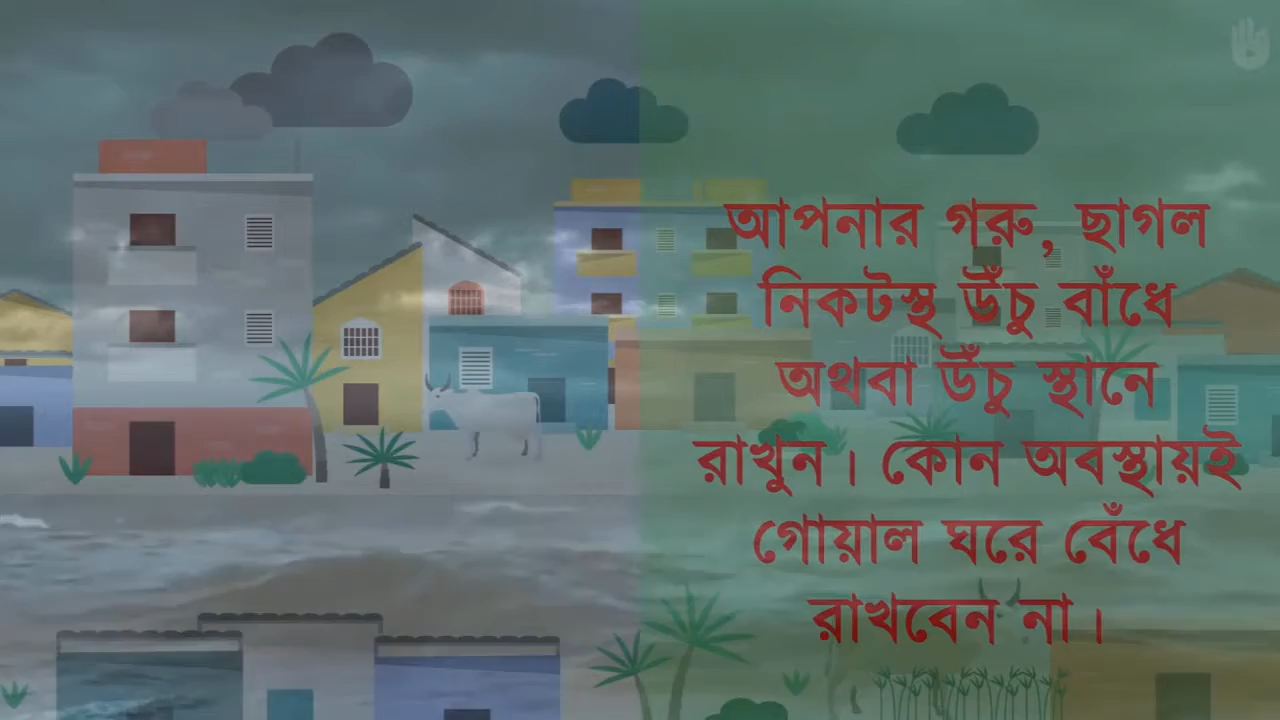 আপনার গরু, ছাগল
নিকটস্থ উঁচু বাঁধে
অথবা উঁচু স্থানে
রাখুন। কোন অবস্থায়ই
গোয়াল ঘরে বেঁধে
রাখবেন না।